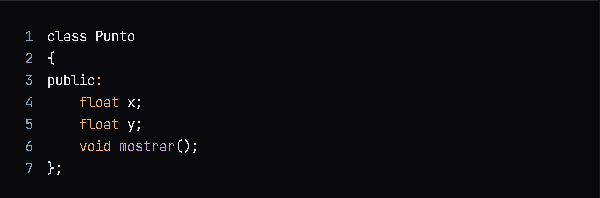 1 class Punto
2 {
3 public:
4     float x;
5     float y;
6     void mostrar();
7 };